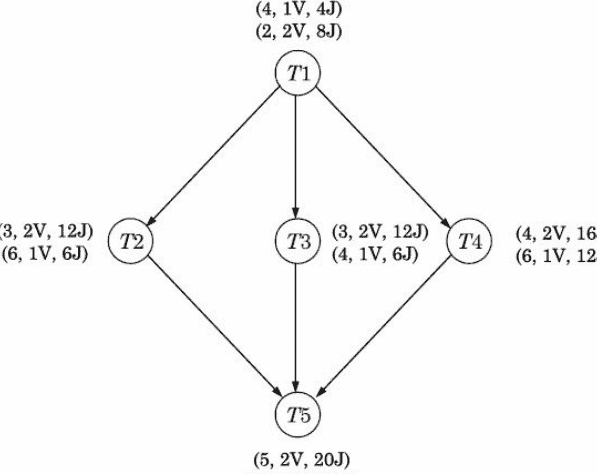 (4, 1V, 4J)
(2, 2V, 8J)
T1
(3, 2V, 12J)
(6, 1V, 6J)
T2
T3
(3, 2V, 12J)
(4, 1V, 6J)
T4
(4, 2V, 16
(6, 1V, 12
T5
(5, 2V, 20J)